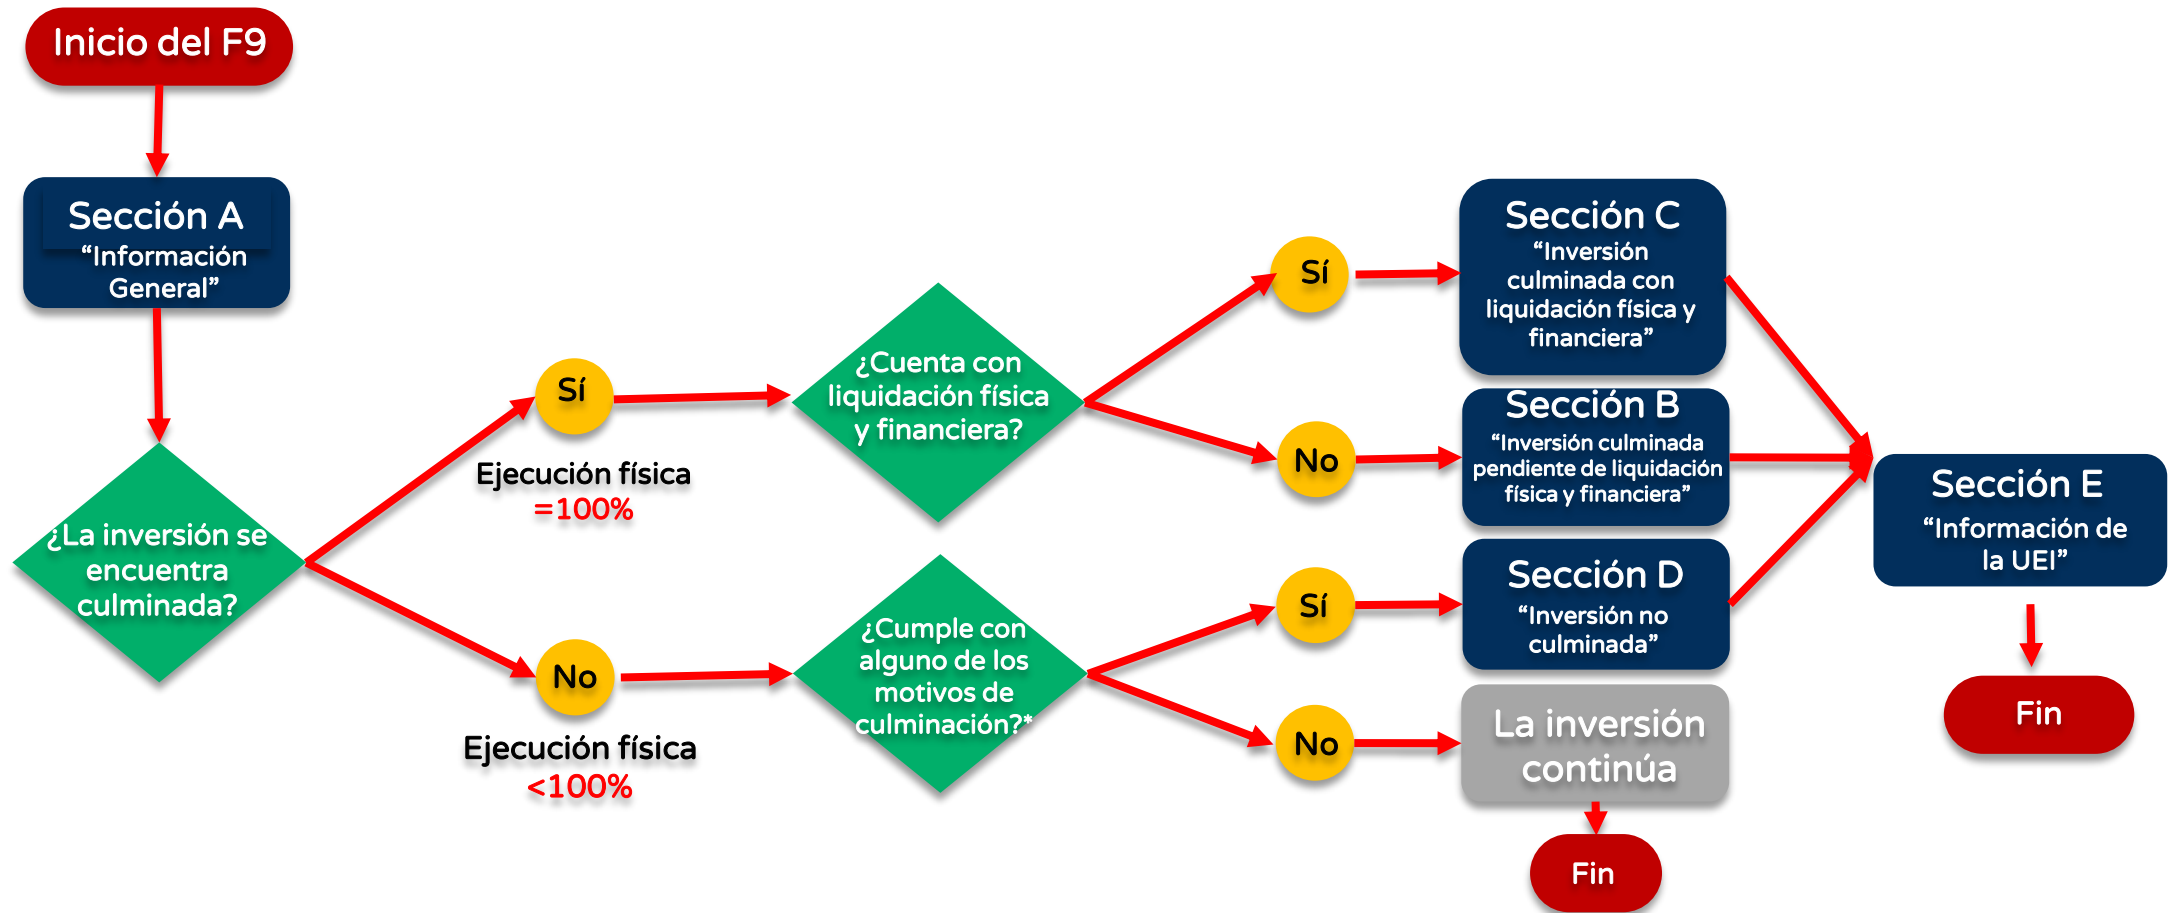 Inicio del F9
Sección A
“Información
General”
¿La inversión se
encuentra
culminada?
Sí
Ejecución física
=100%
No
Ejecución física
<100%
¿Cuenta con
liquidación física
y financiera?
¿Cumple con
alguno de los
motivos de
culminación?*
Sí
No
Sí
No
Sección C
“Inversión
culminada con
liquidación física y
financiera”
Sección B
“Inversión culminada
pendiente de liquidación
física y financiera”
Sección D
“Inversión no
culminada”
La inversión
continúa
Fin
Sección E
“Información de
la UEI”
Fin